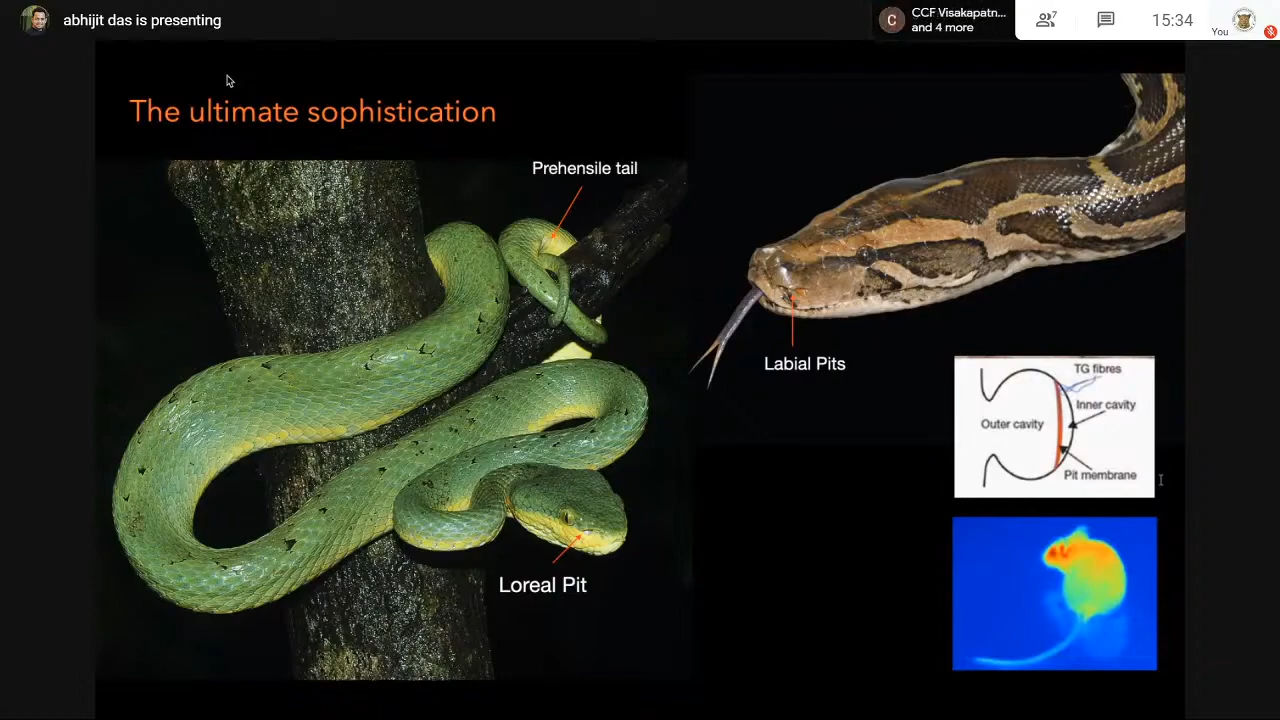 abhijit das is presenting
CCF Visakapatn...
and 4 more
C
7
15:34
You
The ultimate sophistication
Prehensile tail
Labial Pits
TG fibres
Inner cavity
Outer cavity
Pit membrane
Loreal Pit